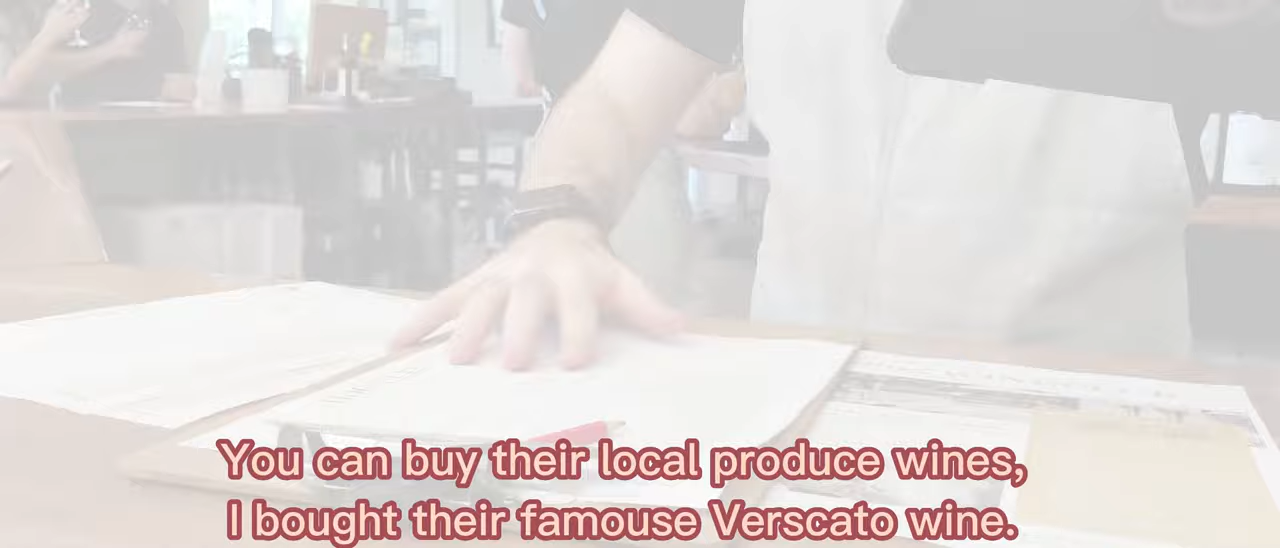 You can buy their local produce wines,
I bought their famouse Verscato wine.